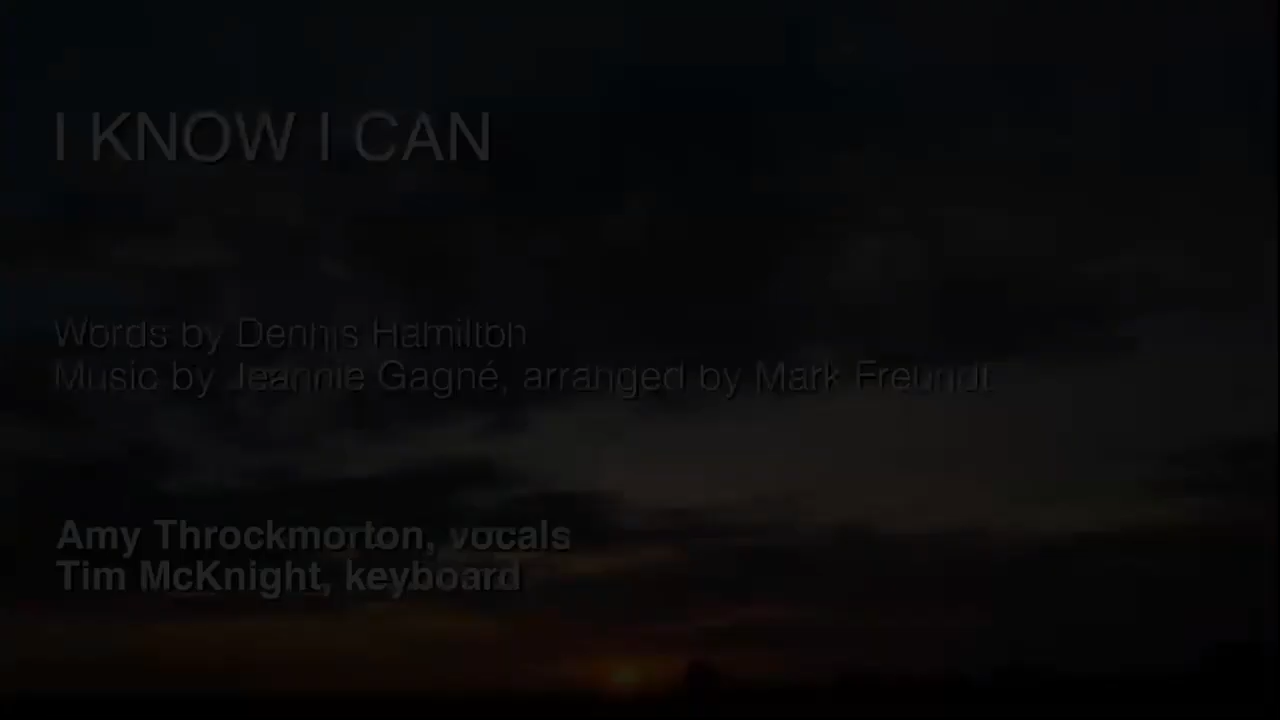 I KNOW I CAN
Words by Dennis Hamilton
Music by Jeannie Gagné, arranged by Mark Freundt
Amy Throckmorton, vocals
Tim McKnight, keyboard